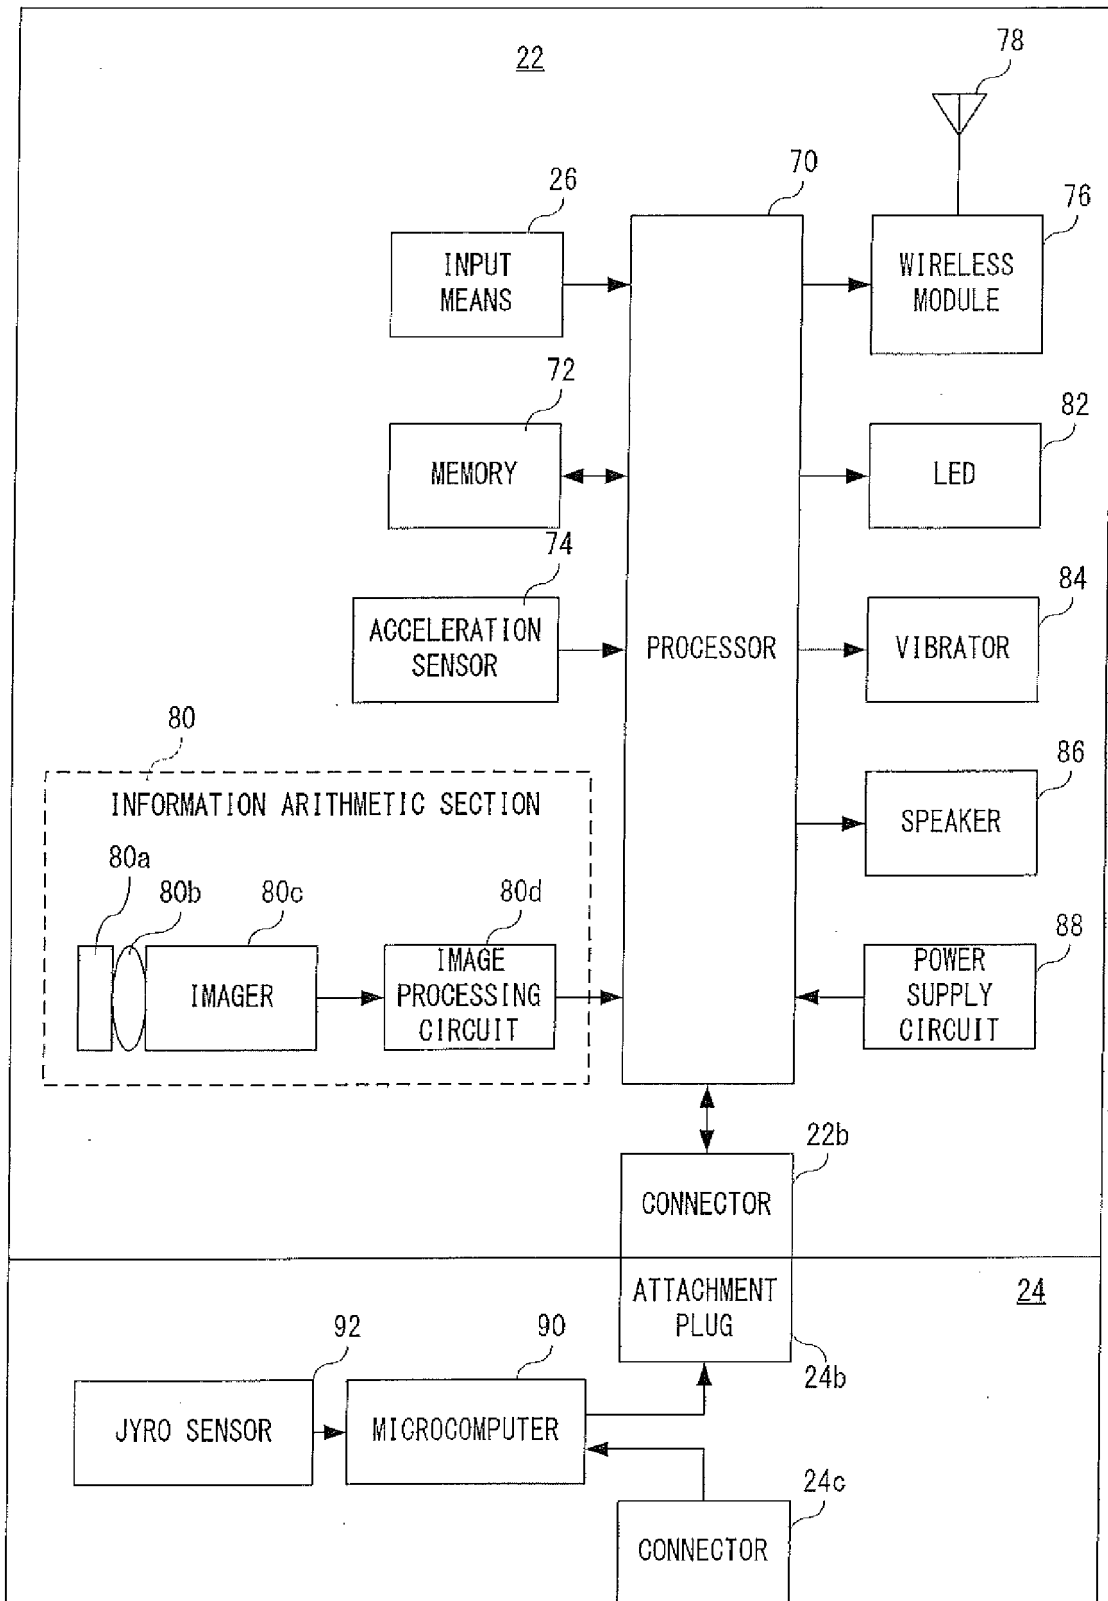 22
78
70
26
76
INPUT
MEANS
WIRELESS
MODULE
72
82
MEMORY
LED
74
84
ACCELERATION
SENSOR
PROCESSOR
VIBRATOR
80
86
INFORMATION ARITHMETIC SECTION
SPEAKER
80a
80b
80c
80d
88
IMAGER
IMAGE
PROCESSING
CIRCUIT
POWER
SUPPLY
CIRCUIT
22b
CONNECTOR
24
ATTACHMENT
PLUG
92
90
24b
JYRO SENSOR
MICROCOMPUTER
24c
CONNECTOR